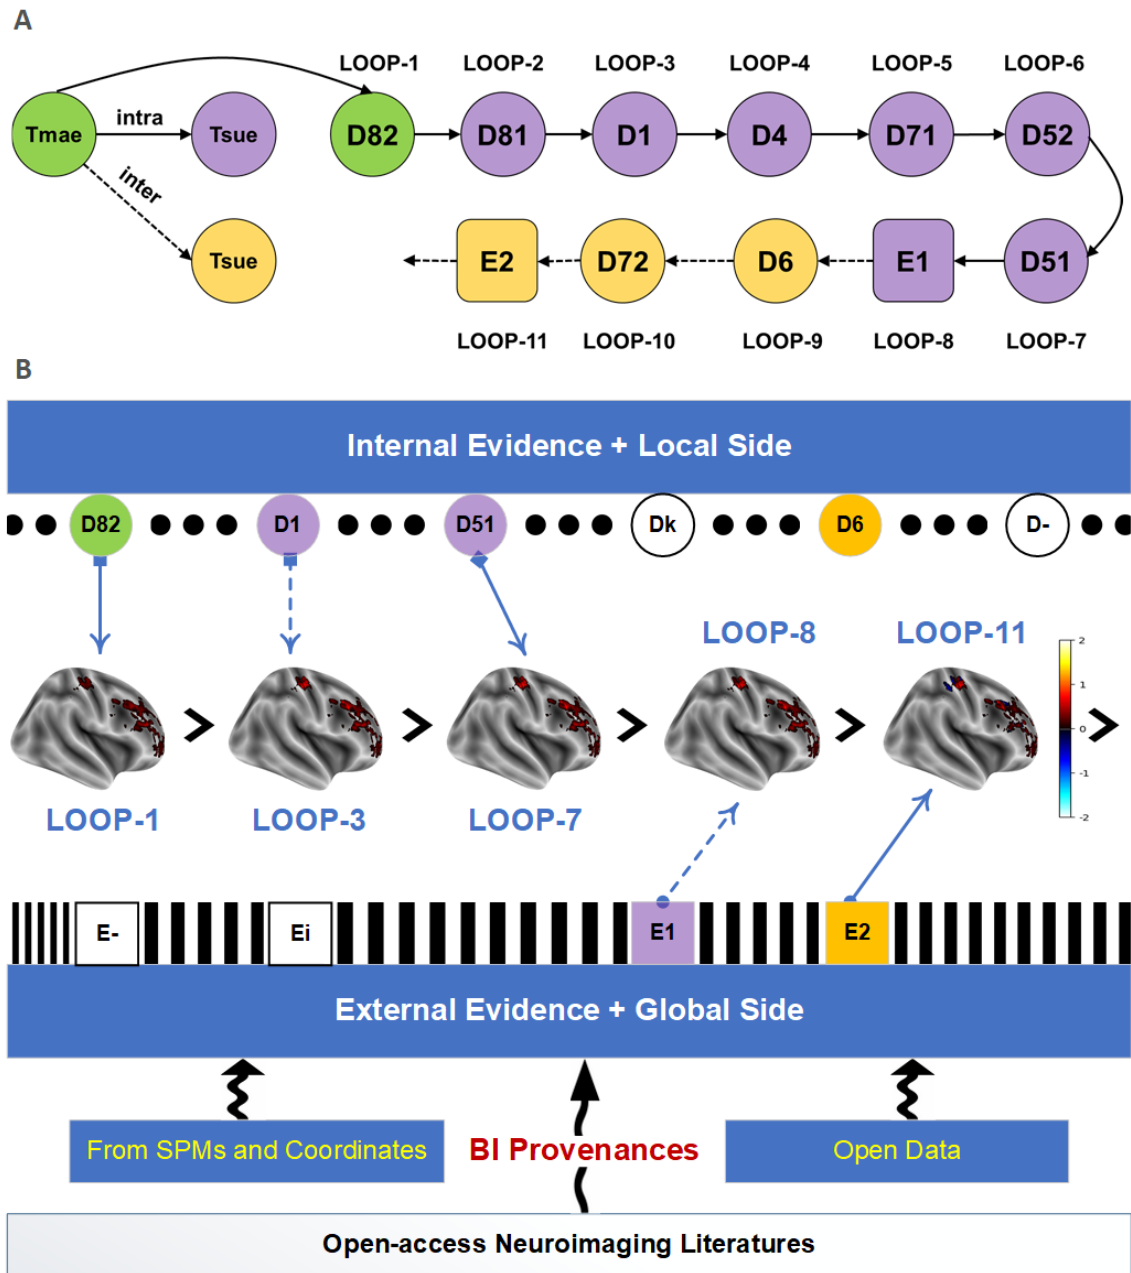 A
LOOP-1 LOOP-2 LOOP-3 LOOP-4 LOOP-5 LOOP-6
Tmae intra Tsue D82 D81 D1 D4 D71 D52
inter
Tsue E2 D72 D6 E1 D51
LOOP-11 LOOP-10 LOOP-9 LOOP-8 LOOP-7
B
Internal Evidence + Local Side
D82 D1 D51 Dk D6 D-
LOOP-8 LOOP-11
2
1
0
-1
-2
LOOP-1 LOOP-3 LOOP-7
E- Ei E1 E2
External Evidence + Global Side
From SPMs and Coordinates BI Provenances Open Data
Open-access Neuroimaging Literatures